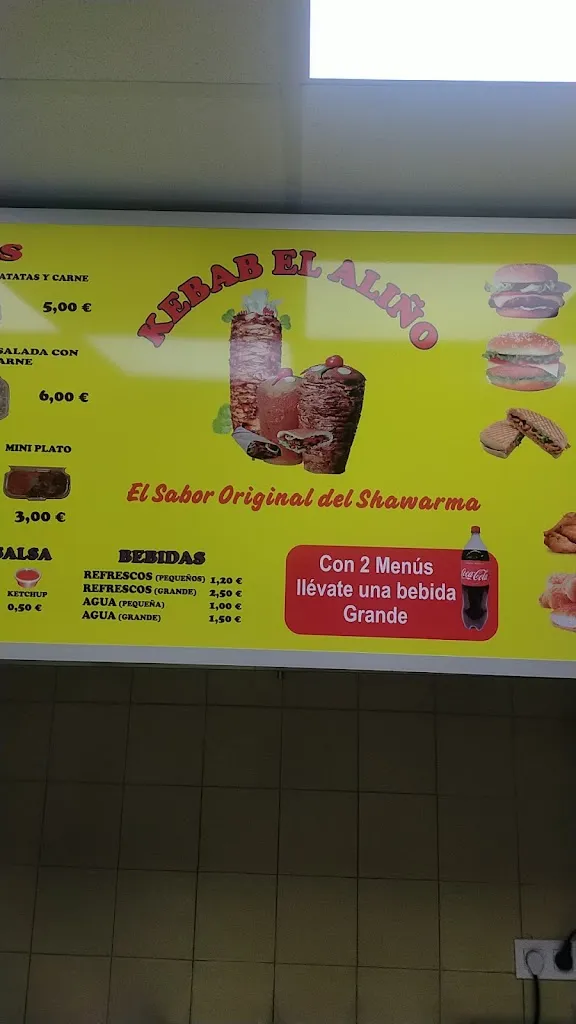 S
ATATAS Y CARNE
5,00 €
SALADA CON
ARNE
6,00 €
MINI PLATO
3,00 €
SALSA
KETCHUP
0,50 €
KEBAB EL ALIÑO
El Sabor Original del Shawarma
BEBIDAS
REFRESCOS (PEQUEÑOS) 1,20 €
REFRESCOS (GRANDE) 2,50 €
AGUA (PEQUEÑA) 1,00 €
AGUA (GRANDE) 1,50 €
Con 2 Menús
llévate una bebida
Grande
Coca-Cola